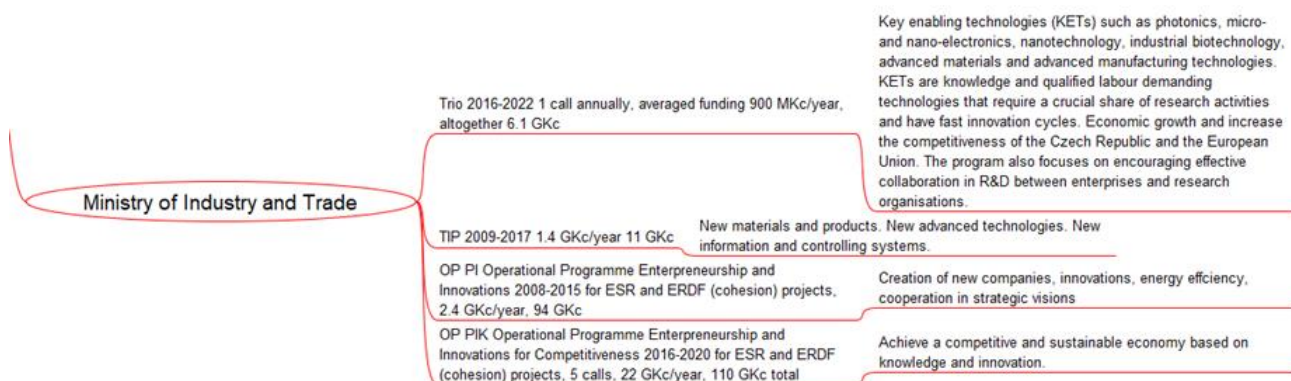 Ministry of Industry and Trade
Trio 2016-2022 1 call annually, averaged funding 900 MKc/year,
altogether 6.1 GKc
Key enabling technologies (KETs) such as photonics, micro-
and nano-electronics, nanotechnology, industrial biotechnology,
advanced materials and advanced manufacturing technologies.
KETs are knowledge and qualified labour demanding
technologies that require a crucial share of research activities
and have fast innovation cycles. Economic growth and increase
the competitiveness of the Czech Republic and the European
Union. The program also focuses on encouraging effective
collaboration in R&D between enterprises and research
organisations.
TIP 2009-2017 1.4 GKc/year 11 GKc
New materials and products. New advanced technologies. New
information and controlling systems.
OP PI Operational Programme Enterpreneurship and
Innovations 2008-2015 for ESR and ERDF (cohesion) projects,
2.4 GKc/year, 94 GKc
Creation of new companies, innovations, energy effciency,
cooperation in strategic visions
OP PIK Operational Programme Enterpreneurship and
Innovations for Competitiveness 2016-2020 for ESR and ERDF
(cohesion) projects, 5 calls, 22 GKc/year, 110 GKc total
Achieve a competitive and sustainable economy based on
knowledge and innovation.